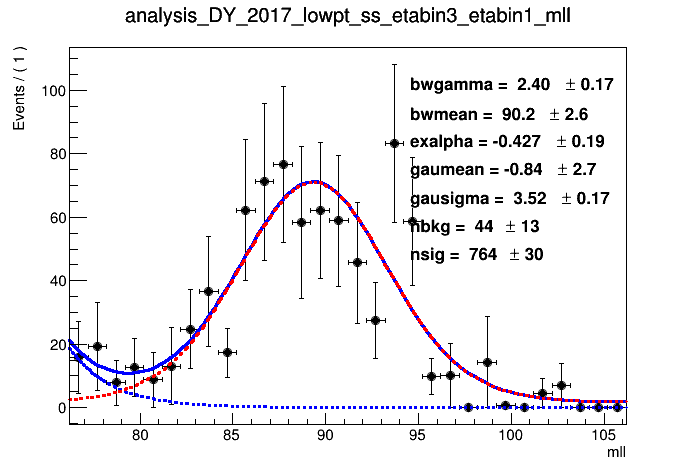 analysis_DY_2017_lowpt_ss_etabin3_etabin1_mll
Events / ( 1 )
100
80
60
40
20
0
bwgamma = 2.40 ± 0.17
bwmean = 90.2 ± 2.6
exalpha = -0.427 ± 0.19
gaumean = -0.84 ± 2.7
gausigma = 3.52 ± 0.17
nbkg = 44 ± 13
nsig = 764 ± 30
80 85 90 95 100 105
mll